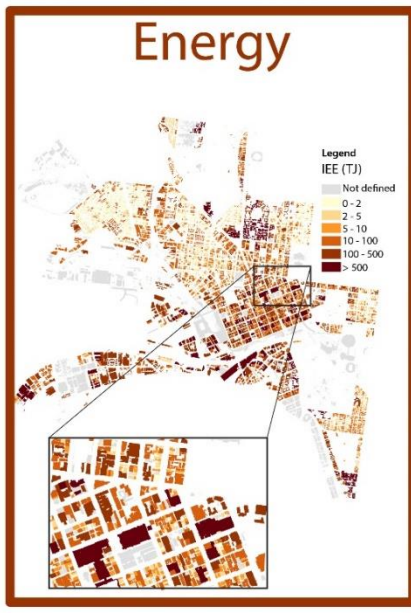 Energy
Legend
IEE (TJ)
Not defined
0 - 2
2 - 5
5 - 10
10 - 100
100 - 500
> 500